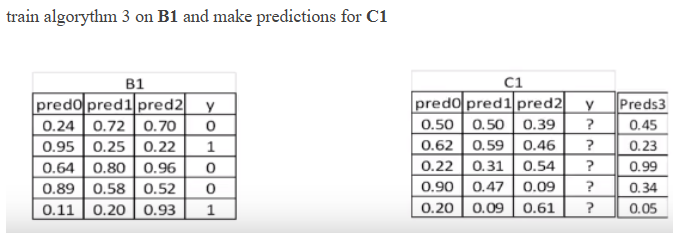 train algorythm 3 on B1 and make predictions for C1
B1
pred0 pred1 pred2 y
0.24 0.72 0.70 0
0.95 0.25 0.22 1
0.64 0.80 0.96 0
0.89 0.58 0.52 0
0.11 0.20 0.93 1
C1
pred0 pred1 pred2 y Preds3
0.50 0.50 0.39 ? 0.45
0.62 0.59 0.46 ? 0.23
0.22 0.31 0.54 ? 0.99
0.90 0.47 0.09 ? 0.34
0.20 0.09 0.61 ? 0.05